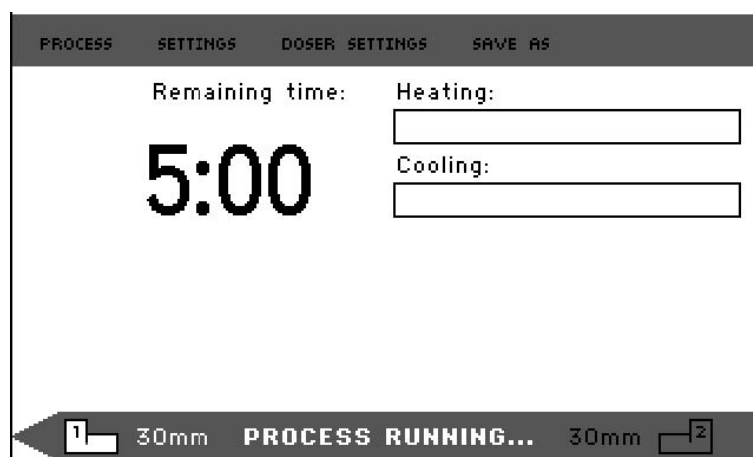 PROCESS SETTINGS DOSER SETTINGS SAVE AS
Remaining time: Heating:
5:00
Cooling:
1 30mm PROCESS RUNNING... 30mm 2